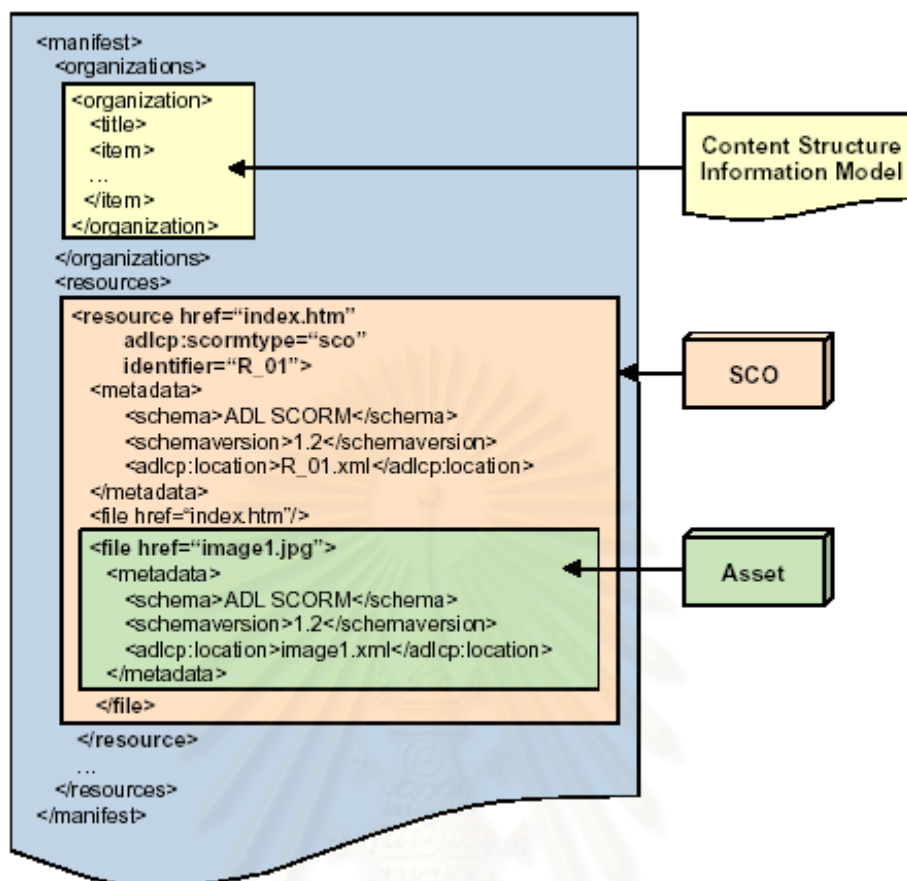 <manifest>
<organizations>
<organization>
<title>
<item>
...
</item>
</organization>
</organizations>
<resources>
<resource href=“index.htm”
adlcp:scormtype=“sco”
identifier=“R_01”>
<metadata>
<schema>ADL SCORM</schema>
<schemaversion>1.2</schemaversion>
<adlcp:location>R_01.xml</adlcp:location>
</metadata>
<file href=“index.htm”/>
<file href=“image1.jpg”>
<metadata>
<schema>ADL SCORM</schema>
<schemaversion>1.2</schemaversion>
<adlcp:location>image1.xml</adlcp:location>
</metadata>
</file>
</resource>
...
</resources>
</manifest>
Content Structure
Information Model
SCO
Asset